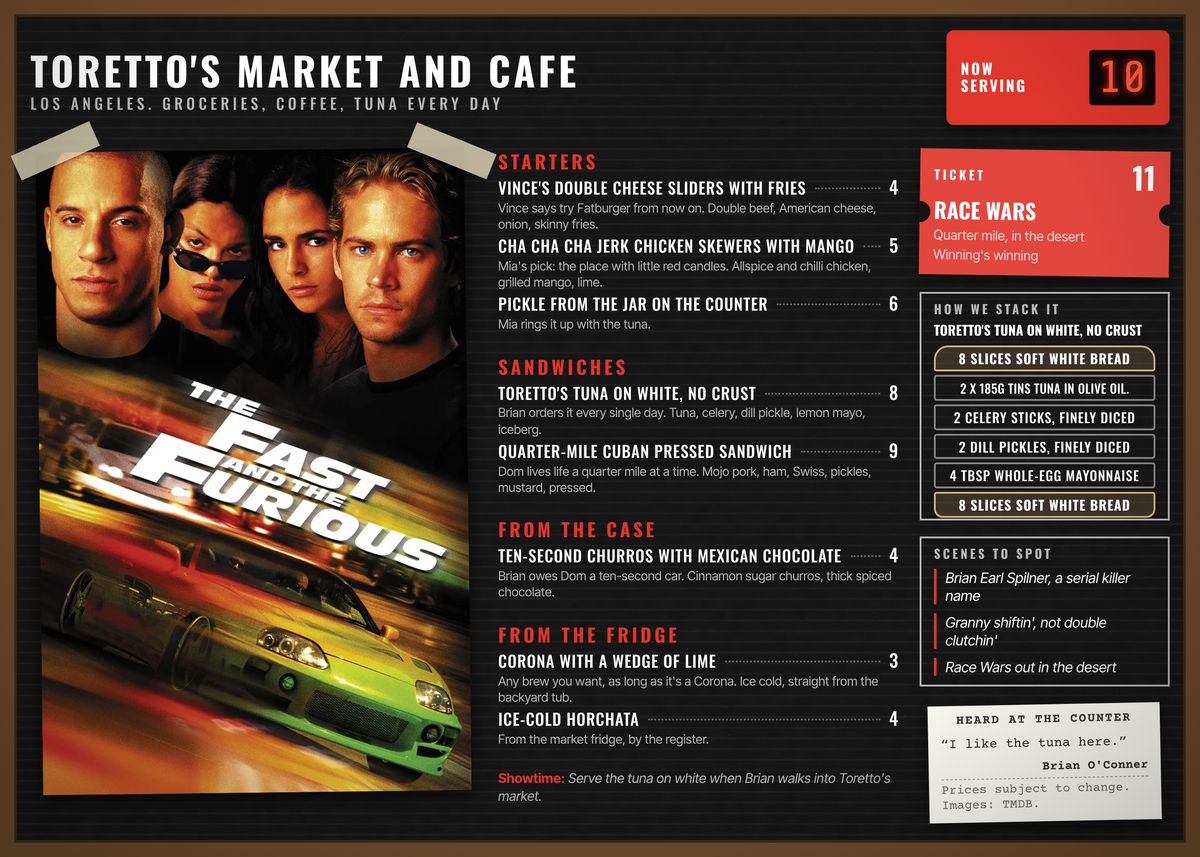 TORETTO'S MARKET AND CAFE
LOS ANGELES. GROCERIES, COFFEE, TUNA EVERY DAY
NOW
SERVING
10
THE
FAST
AND THE
FURIOUS
STARTERS
VINCE'S DOUBLE CHEESE SLIDERS WITH FRIES 4
Vince says try Fatburger from now on. Double beef, American cheese,
onion, skinny fries.
CHA CHA CHA JERK CHICKEN SKEWERS WITH MANGO 5
Mia's pick: the place with little red candles. Allspice and chilli chicken,
grilled mango, lime.
PICKLE FROM THE JAR ON THE COUNTER 6
Mia rings it up with the tuna.
SANDWICHES
TORETTO'S TUNA ON WHITE, NO CRUST 8
Brian orders it every single day. Tuna, celery, dill pickle, lemon mayo,
iceberg.
QUARTER-MILE CUBAN PRESSED SANDWICH 9
Dom lives life a quarter mile at a time. Mojo pork, ham, Swiss, pickles,
mustard, pressed.
FROM THE CASE
TEN-SECOND CHURROS WITH MEXICAN CHOCOLATE 4
Brian owes Dom a ten-second car. Cinnamon sugar churros, thick spiced
chocolate.
FROM THE FRIDGE
CORONA WITH A WEDGE OF LIME 3
Any brew you want, as long as it's a Corona. Ice cold, straight from the
backyard tub.
ICE-COLD HORCHATA 4
From the market fridge, by the register.
Showtime: Serve the tuna on white when Brian walks into Toretto's
market.
TICKET 11
RACE WARS
Quarter mile, in the desert
Winning's winning
HOW WE STACK IT
TORETTO'S TUNA ON WHITE, NO CRUST
8 SLICES SOFT WHITE BREAD
2 X 185G TINS TUNA IN OLIVE OIL.
2 CELERY STICKS, FINELY DICED
2 DILL PICKLES, FINELY DICED
4 TBSP WHOLE-EGG MAYONNAISE
8 SLICES SOFT WHITE BREAD
SCENES TO SPOT
Brian Earl Spilner, a serial killer
name
Granny shiftin', not double
clutchin'
Race Wars out in the desert
HEARD AT THE COUNTER
“I like the tuna here.”
Brian O'Conner
Prices subject to change.
Images: TMDB.